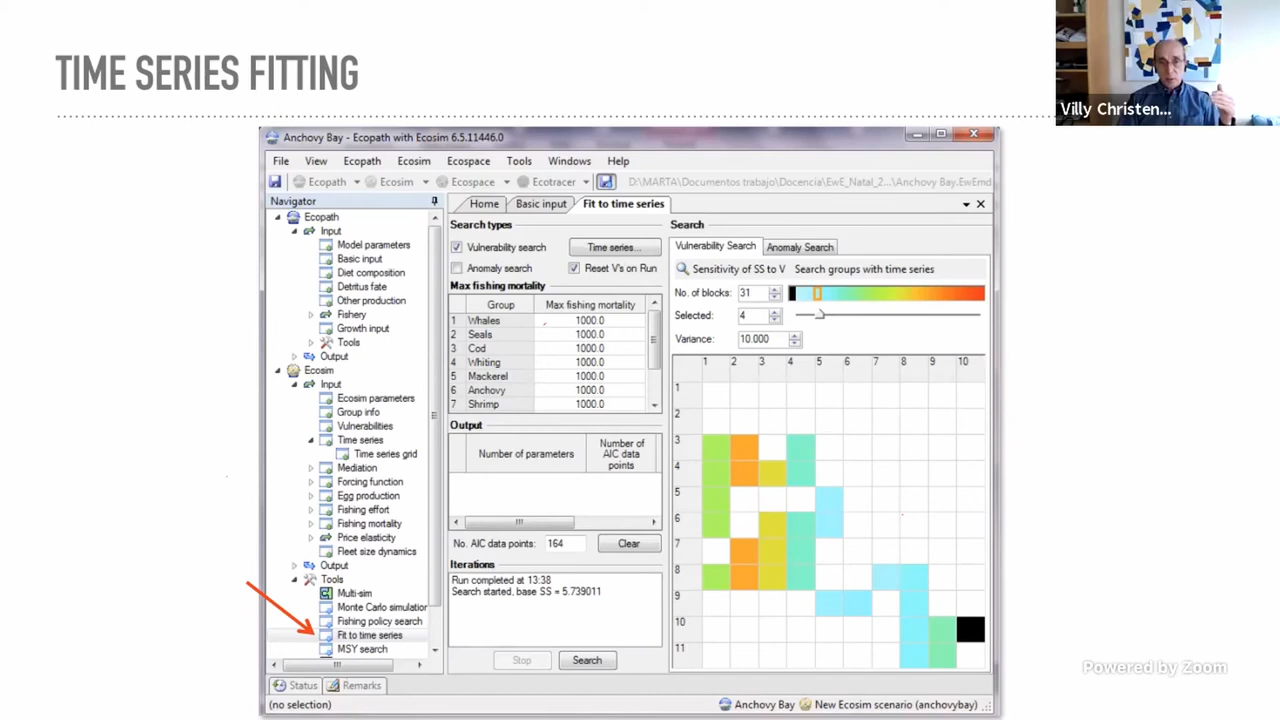 TIME SERIES FITTING
Villy Christen...
Anchovy Bay - Ecopath with Ecosim 6.5.11446.0
File View Ecopath Ecosim Ecospace Tools Windows Help
Ecopath Ecosim Ecospace Ecotracer D:\MARTA\Documentos trabajo\Docencia\EwE_Natal_2...\Anchovy Bay.EwEmd
Navigator
Ecopath
Input
Model parameters
Basic input
Diet composition
Detritus fate
Other production
Fishery
Growth input
Tools
Output
Ecosim
Input
Ecosim parameters
Group info
Vulnerabilities
Time series
Time series grid
Mediation
Forcing function
Egg production
Fishing effort
Fishing mortality
Price elasticity
Fleet size dynamics
Output
Tools
Multi-sim
Monte Carlo simulation
Fishing policy search
Fit to time series
MSY search
Home Basic input Fit to time series
Search types
Vulnerability search Time series...
Anomaly search Reset V's on Run
Max fishing mortality
Group Max fishing mortality
1 Whales 1000.0
2 Seals 1000.0
3 Cod 1000.0
4 Whiting 1000.0
5 Mackerel 1000.0
6 Anchovy 1000.0
7 Shrimp 1000.0
Output
Number of parameters Number of AIC data points
No. AIC data points: 164 Clear
Iterations
Run completed at 13:38
Search started, base SS = 5.739011
Stop Search
Search
Vulnerability Search Anomaly Search
Sensitivity of SS to V Search groups with time series
No. of blocks: 31
Selected: 4
Variance: 10.000
1 2 3 4 5 6 7 8 9 10
1
2
3
4
5
6
7
8
9
10
11
Status Remarks
(no selection) Anchovy Bay New Ecosim scenario (anchovybay)
Powered by Zoom